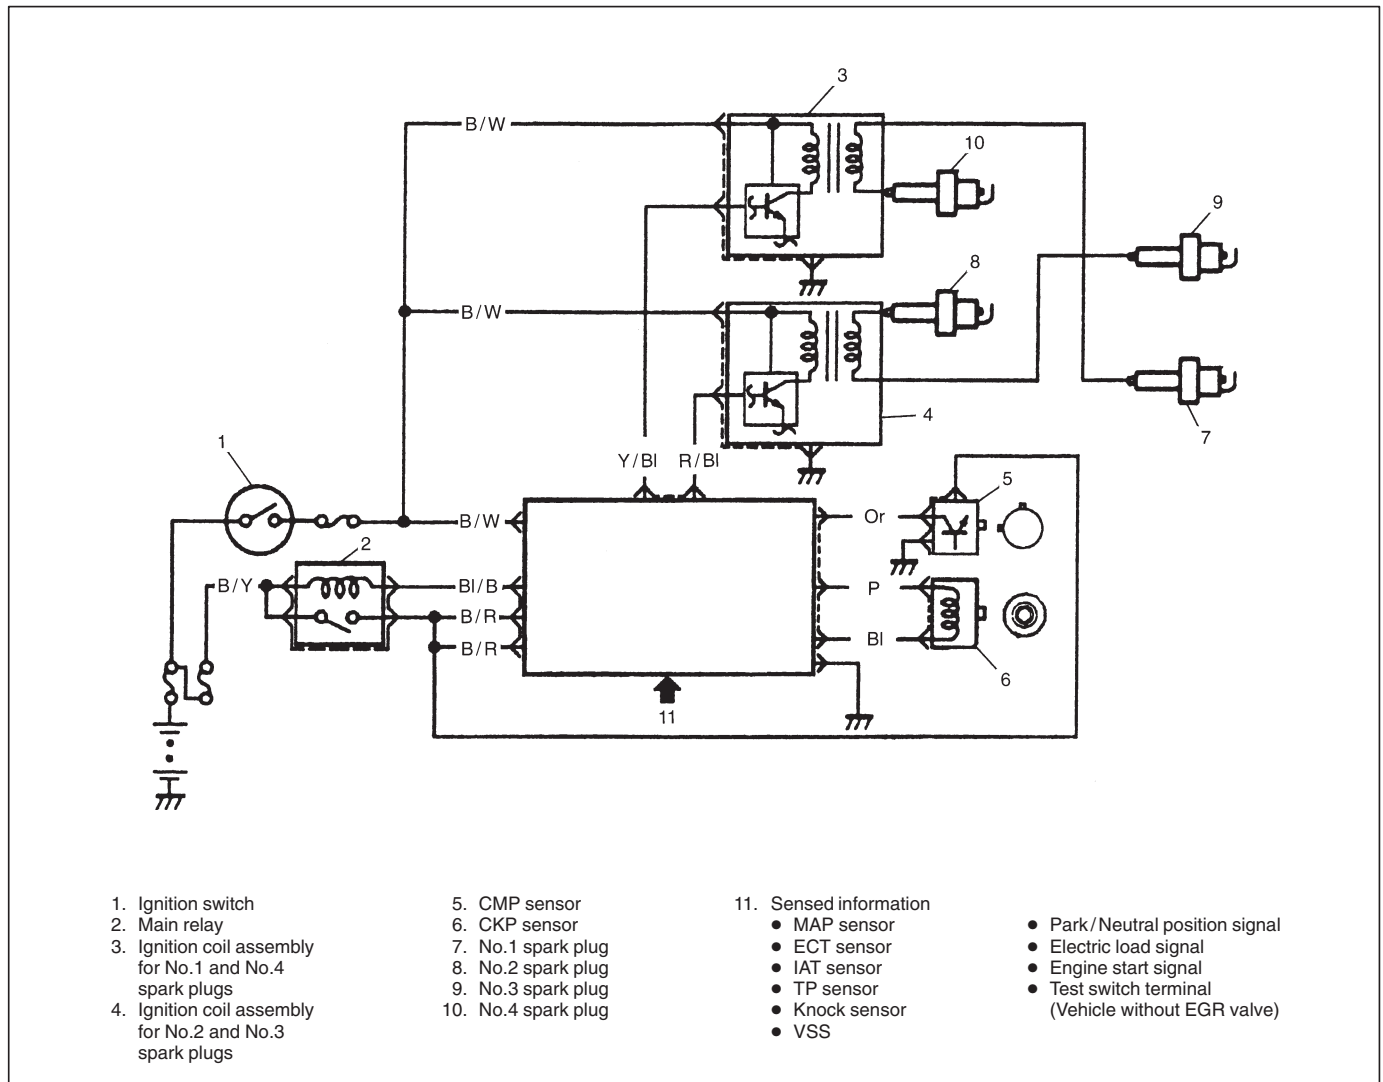 3
B/W
10
9
8
B/W
4
7
1
Y/Bl R/Bl
5
2
B/W
Or
B/Y
Bl/B
P
B/R
Bl
B/R
6
11
1. Ignition switch
2. Main relay
3. Ignition coil assembly
for No.1 and No.4
spark plugs
4. Ignition coil assembly
for No.2 and No.3
spark plugs
5. CMP sensor
6. CKP sensor
7. No.1 spark plug
8. No.2 spark plug
9. No.3 spark plug
10. No.4 spark plug
11. Sensed information
● MAP sensor
● ECT sensor
● IAT sensor
● TP sensor
● Knock sensor
● VSS
● Park/Neutral position signal
● Electric load signal
● Engine start signal
● Test switch terminal
(Vehicle without EGR valve)